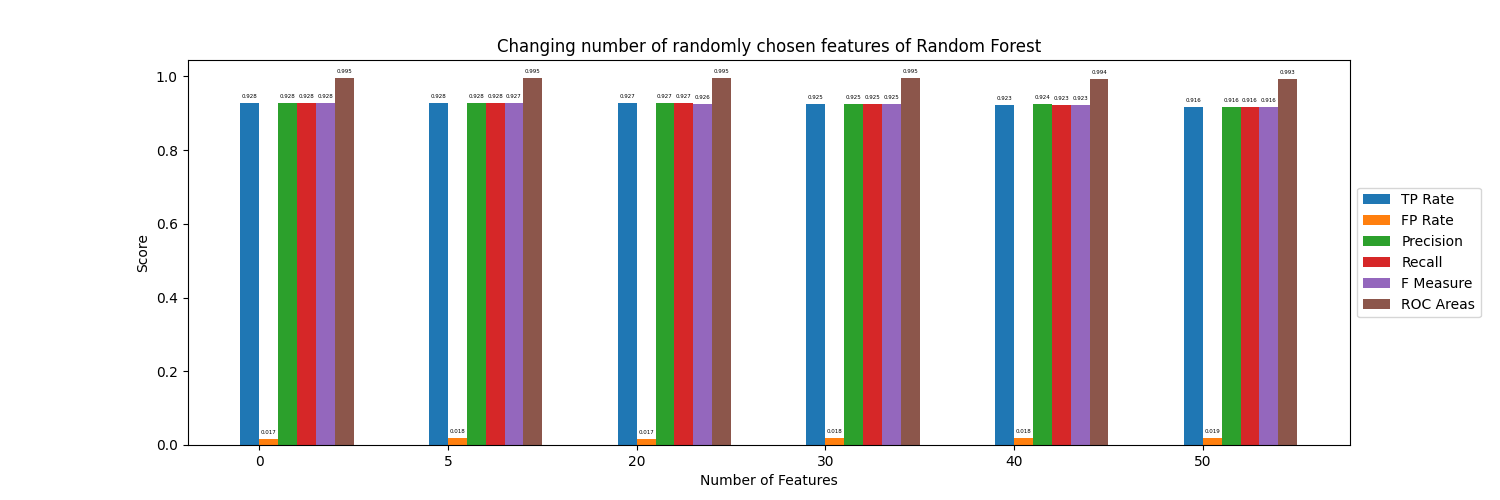 Changing number of randomly chosen features of Random Forest
1.0
0.8
0.6
0.4
0.2
0.0
Score
0.928 0.017 0.928 0.928 0.928 0.995
0.928 0.018 0.928 0.928 0.927 0.995
0.927 0.017 0.927 0.927 0.926 0.995
0.925 0.018 0.925 0.925 0.925 0.995
0.923 0.018 0.924 0.923 0.923 0.994
0.916 0.019 0.916 0.916 0.916 0.993
0 5 20 30 40 50
Number of Features
TP Rate
FP Rate
Precision
Recall
F Measure
ROC Areas